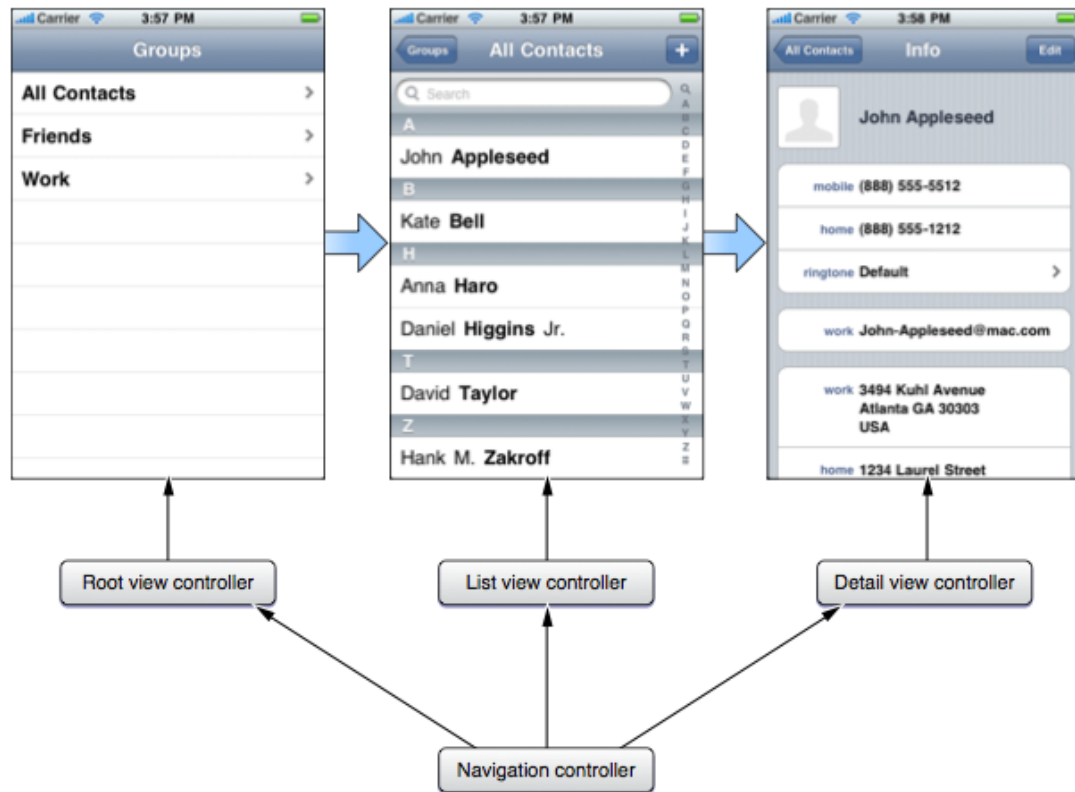 Carrier 3:57 PM
Groups
All Contacts
Friends
Work
Carrier 3:57 PM
Groups All Contacts +
Search
A
John Appleseed
B
Kate Bell
H
Anna Haro
Daniel Higgins Jr.
T
David Taylor
Z
Hank M. Zakroff
A
B
C
D
E
F
G
H
I
J
K
L
M
N
O
P
Q
R
S
T
U
V
W
X
Y
Z
#
Carrier 3:58 PM
All Contacts Info Edit
John Appleseed
mobile (888) 555-5512
home (888) 555-1212
ringtone Default
work John-Appleseed@mac.com
work 3494 Kuhl Avenue
Atlanta GA 30303
USA
home 1234 Laurel Street
Root view controller
List view controller
Detail view controller
Navigation controller